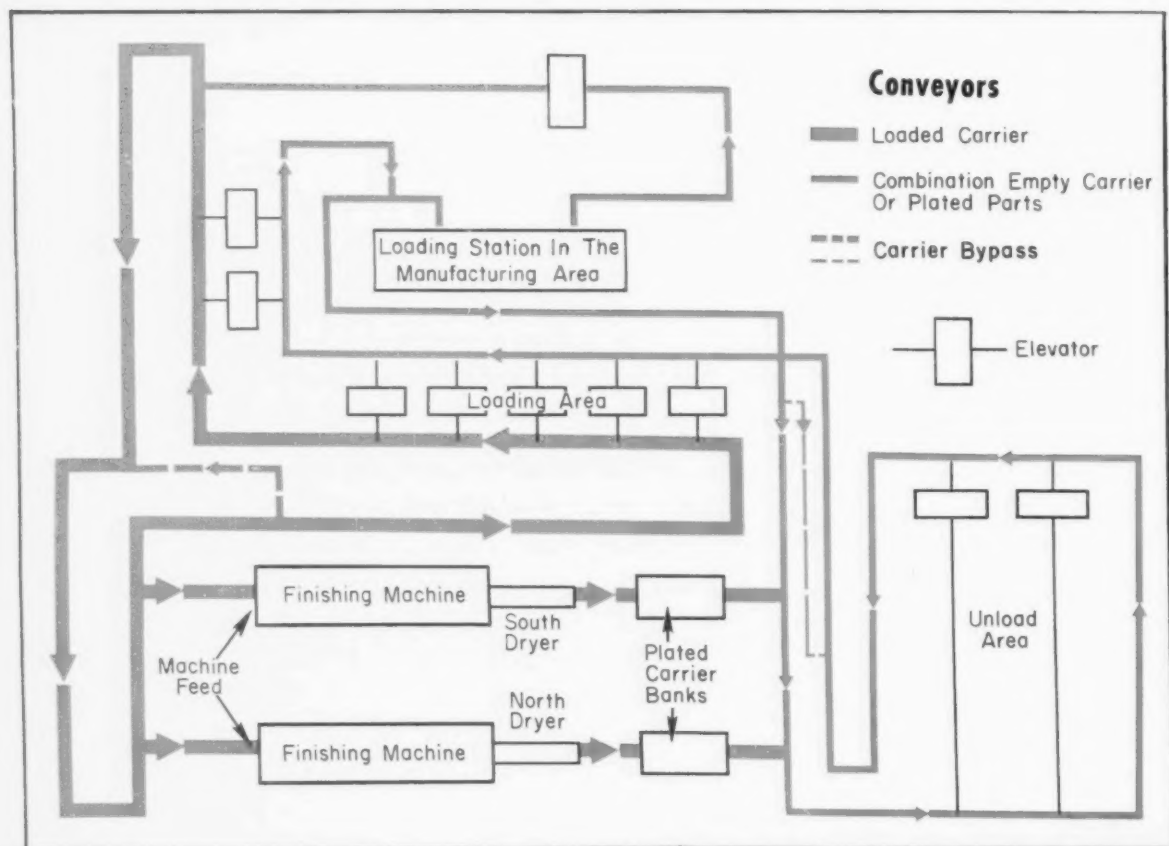 Conveyors
Loaded Carrier
Combination Empty Carrier
Or Plated Parts
Carrier Bypass
Elevator
Loading Station In The
Manufacturing Area
Loading Area
Finishing Machine
South
Dryer
Machine
Feed
Plated
Carrier
Banks
Unload
Area
North
Dryer
Finishing Machine